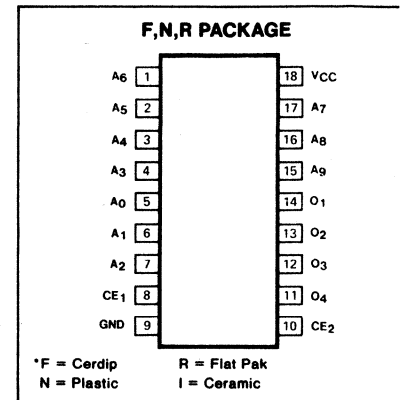 F,N,R PACKAGE
A6 1 18 VCC
A5 2 17 A7
A4 3 16 A8
A3 4 15 A9
A0 5 14 O1
A1 6 13 O2
A2 7 12 O3
CE1 8 11 O4
GND 9 10 CE2
*F = Cerdip R = Flat Pak
N = Plastic I = Ceramic